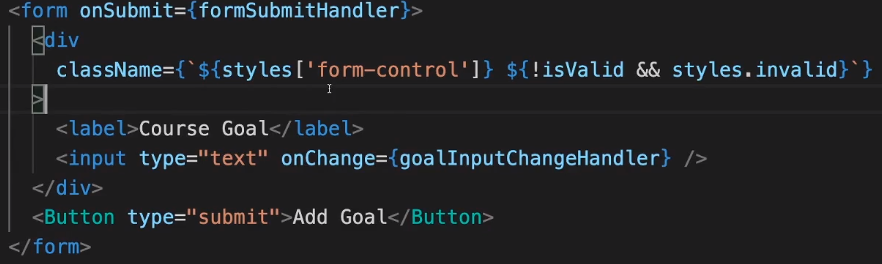 <form onSubmit={formSubmitHandler}>
<div
className={`${styles['form-control']} ${!isValid && styles.invalid}`}
>
<label>Course Goal</label>
<input type="text" onChange={goalInputChangeHandler} />
</div>
<Button type="submit">Add Goal</Button>
</form>